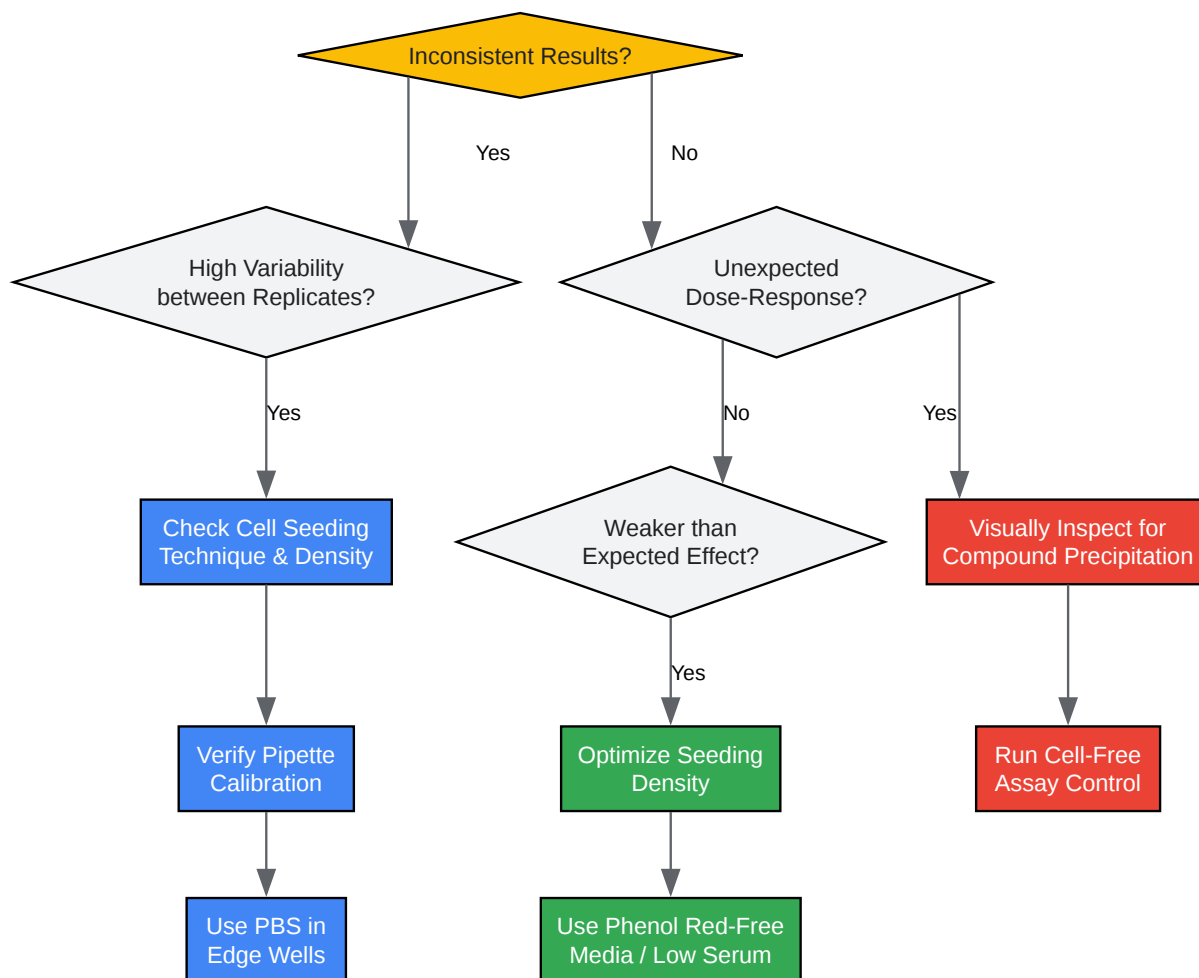 Inconsistent Results?
Yes
No
High Variability
between Replicates?
Unexpected
Dose-Response?
Yes
No
Yes
Check Cell Seeding
Technique & Density
Weaker than
Expected Effect?
Visually Inspect for
Compound Precipitation
Yes
Verify Pipette
Calibration
Optimize Seeding
Density
Run Cell-Free
Assay Control
Use PBS in
Edge Wells
Use Phenol Red-Free
Media / Low Serum